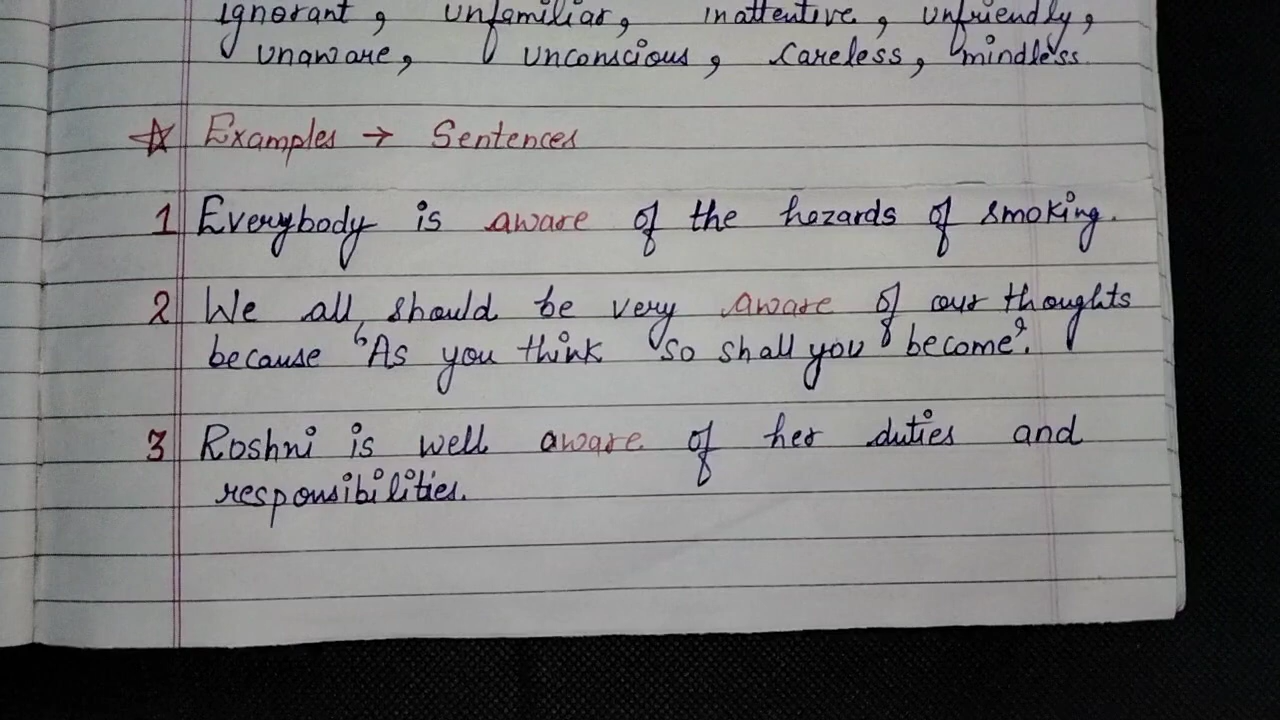 ignorant, unfamiliar, inattentive, unfriendly,
unaware, unconscious, careless, mindless
☆ Examples → Sentences
1 Everybody is aware of the hazards of smoking.
2 We all should be very aware of our thoughts
because 'As you think so shall you become'.
3 Roshni is well aware of her duties and
responsibilities.